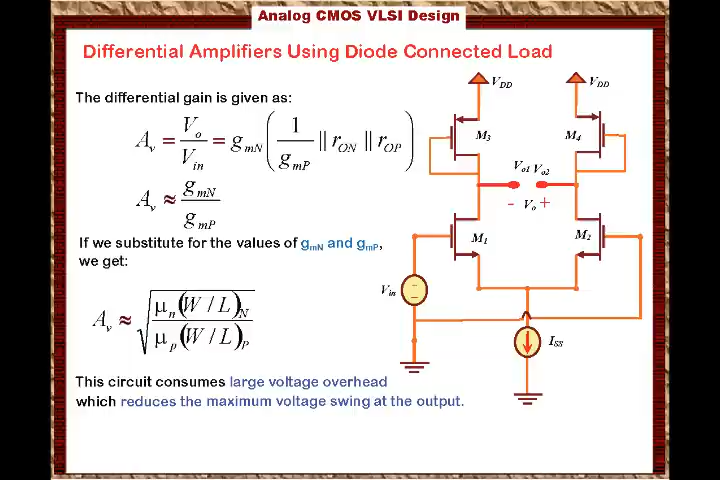 Analog CMOS VLSI Design
Differential Amplifiers Using Diode Connected Load
The differential gain is given as:
A_v = V_o / V_in = g_mN ( 1 / g_mP || r_ON || r_OP )
A_v ≈ g_mN / g_mP
If we substitute for the values of g_mN and g_mP,
we get:
A_v ≈ √( μ_n (W / L)_N / μ_p (W / L)_P )
This circuit consumes large voltage overhead
which reduces the maximum voltage swing at the output.
V_DD V_DD
M_3 M_4
V_o1 V_o2
- V_o +
M_1 M_2
V_in
+
−
I_SS